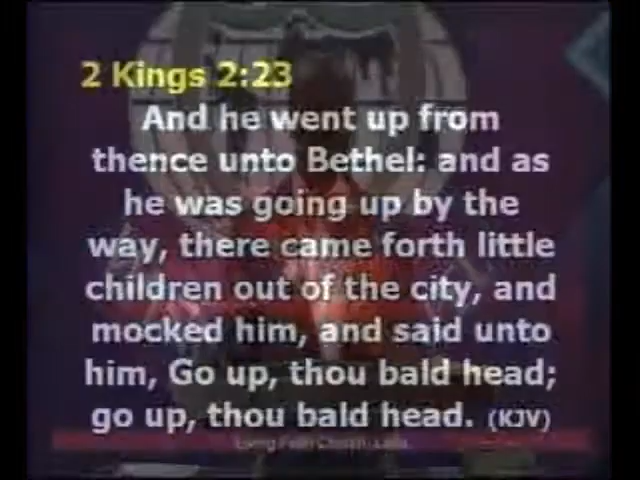 2 Kings 2:23
And he went up from
thence unto Bethel: and as
he was going up by the
way, there came forth little
children out of the city, and
mocked him, and said unto
him, Go up, thou bald head;
go up, thou bald head. (KJV)